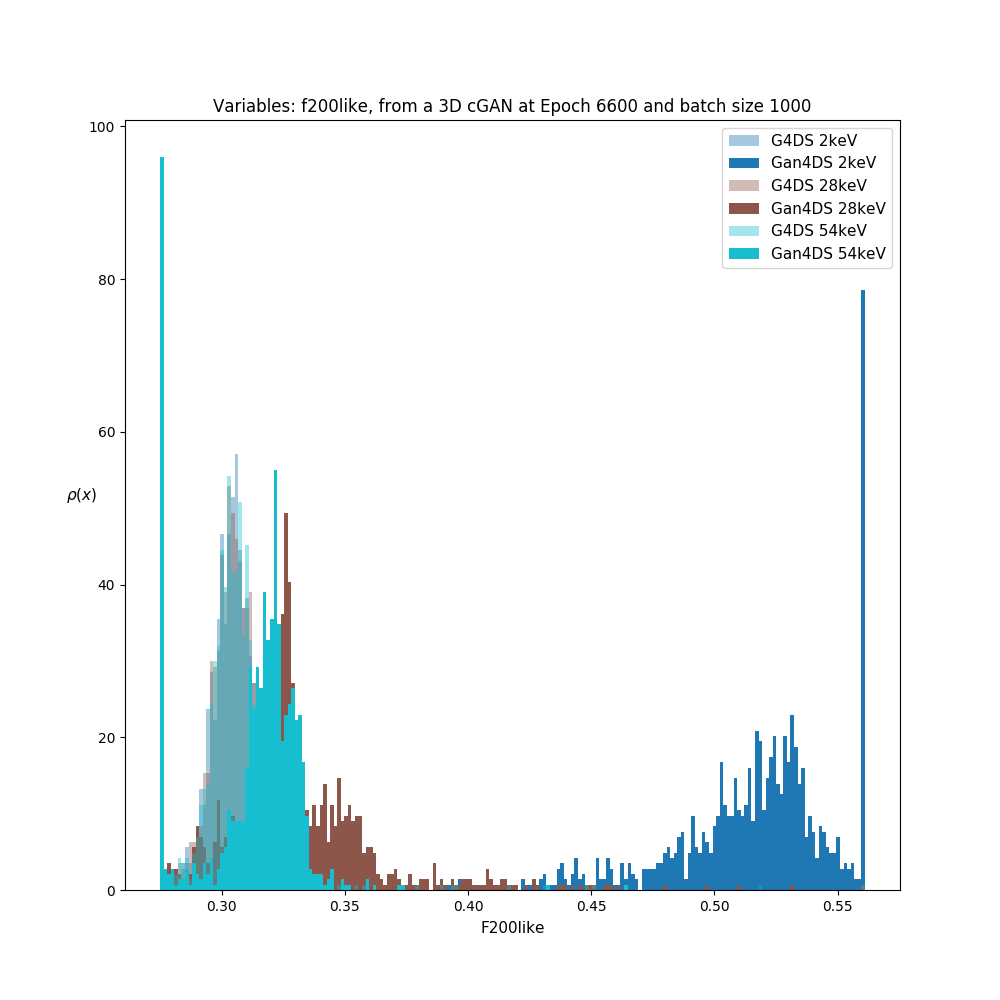 Variables: f200like, from a 3D cGAN at Epoch 6600 and batch size 1000
100
80
60
40
20
0
ρ(x)
G4DS 2keV
Gan4DS 2keV
G4DS 28keV
Gan4DS 28keV
G4DS 54keV
Gan4DS 54keV
0.30 0.35 0.40 0.45 0.50 0.55
F200like